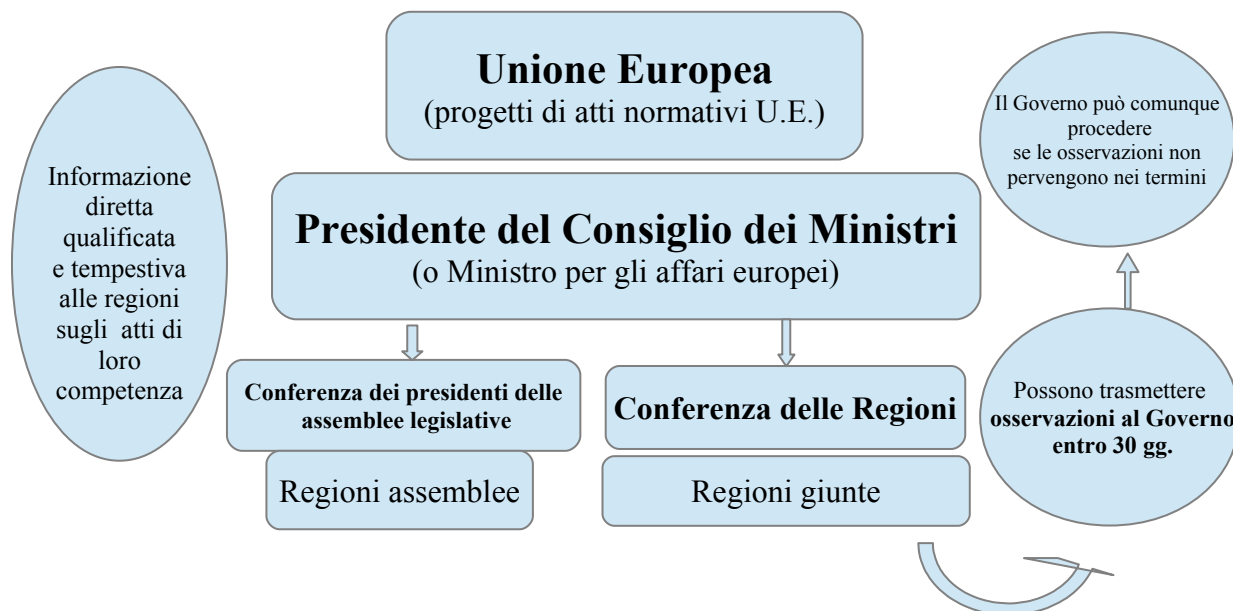 Unione Europea
(progetti di atti normativi U.E.)
Informazione
diretta
qualificata
e tempestiva
alle regioni
sugli atti di
loro
competenza
Presidente del Consiglio dei Ministri
(o Ministro per gli affari europei)
Il Governo può comunque
procedere
se le osservazioni non
pervengono nei termini
Conferenza dei presidenti delle
assemblee legislative
Regioni assemblee
Conferenza delle Regioni
Regioni giunte
Possono trasmettere
osservazioni al Governo
entro 30 gg.